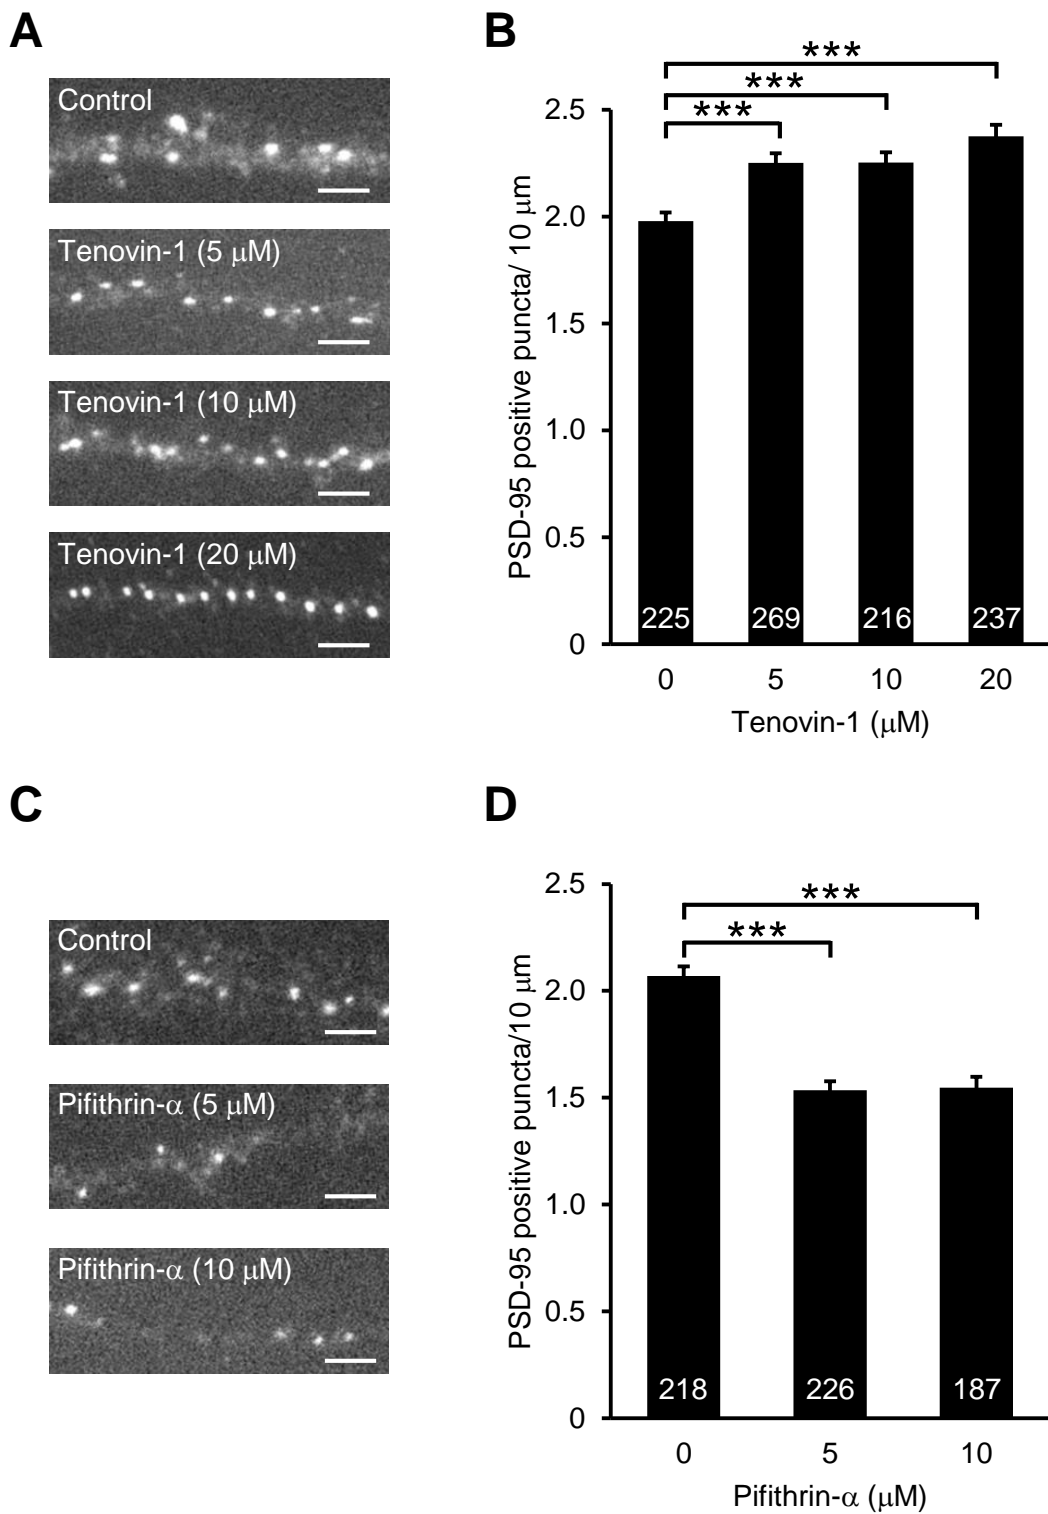 A
Control
Tenovin-1 (5 μM)
Tenovin-1 (10 μM)
Tenovin-1 (20 μM)
B
***
***
***
PSD-95 positive puncta/ 10 μm
2.5
2.0
1.5
1.0
0.5
0
225 269 216 237
0 5 10 20
Tenovin-1 (μM)
C
Control
Pifithrin-α (5 μM)
Pifithrin-α (10 μM)
D
***
***
PSD-95 positive puncta/10 μm
2.5
2.0
1.5
1.0
0.5
0
218 226 187
0 5 10
Pifithrin-α (μM)